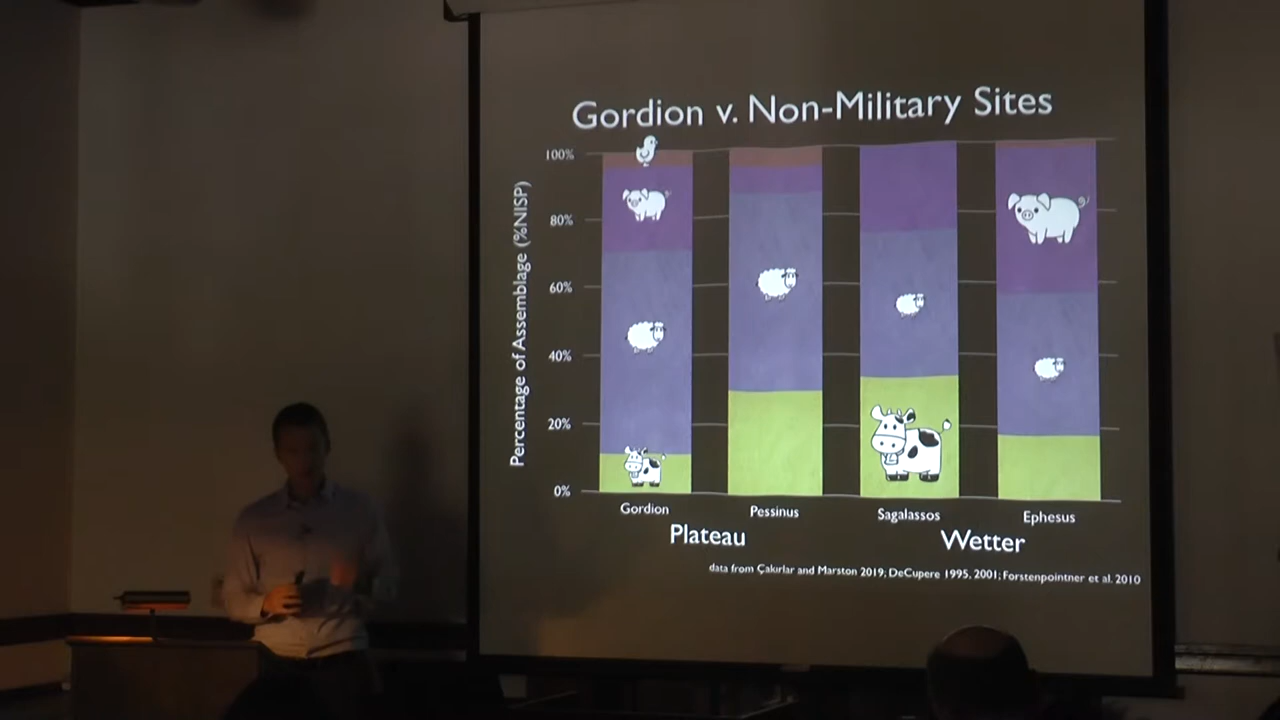 Gordion v. Non-Military Sites
Percentage of Assemblage (%NISP)
100%
80%
60%
40%
20%
0%
Gordion
Pessinus
Sagalassos
Ephesus
Plateau
Wetter
data from Çakırlar and Marston 2019; DeCupere 1995, 2001; Forstenpointner et al. 2010